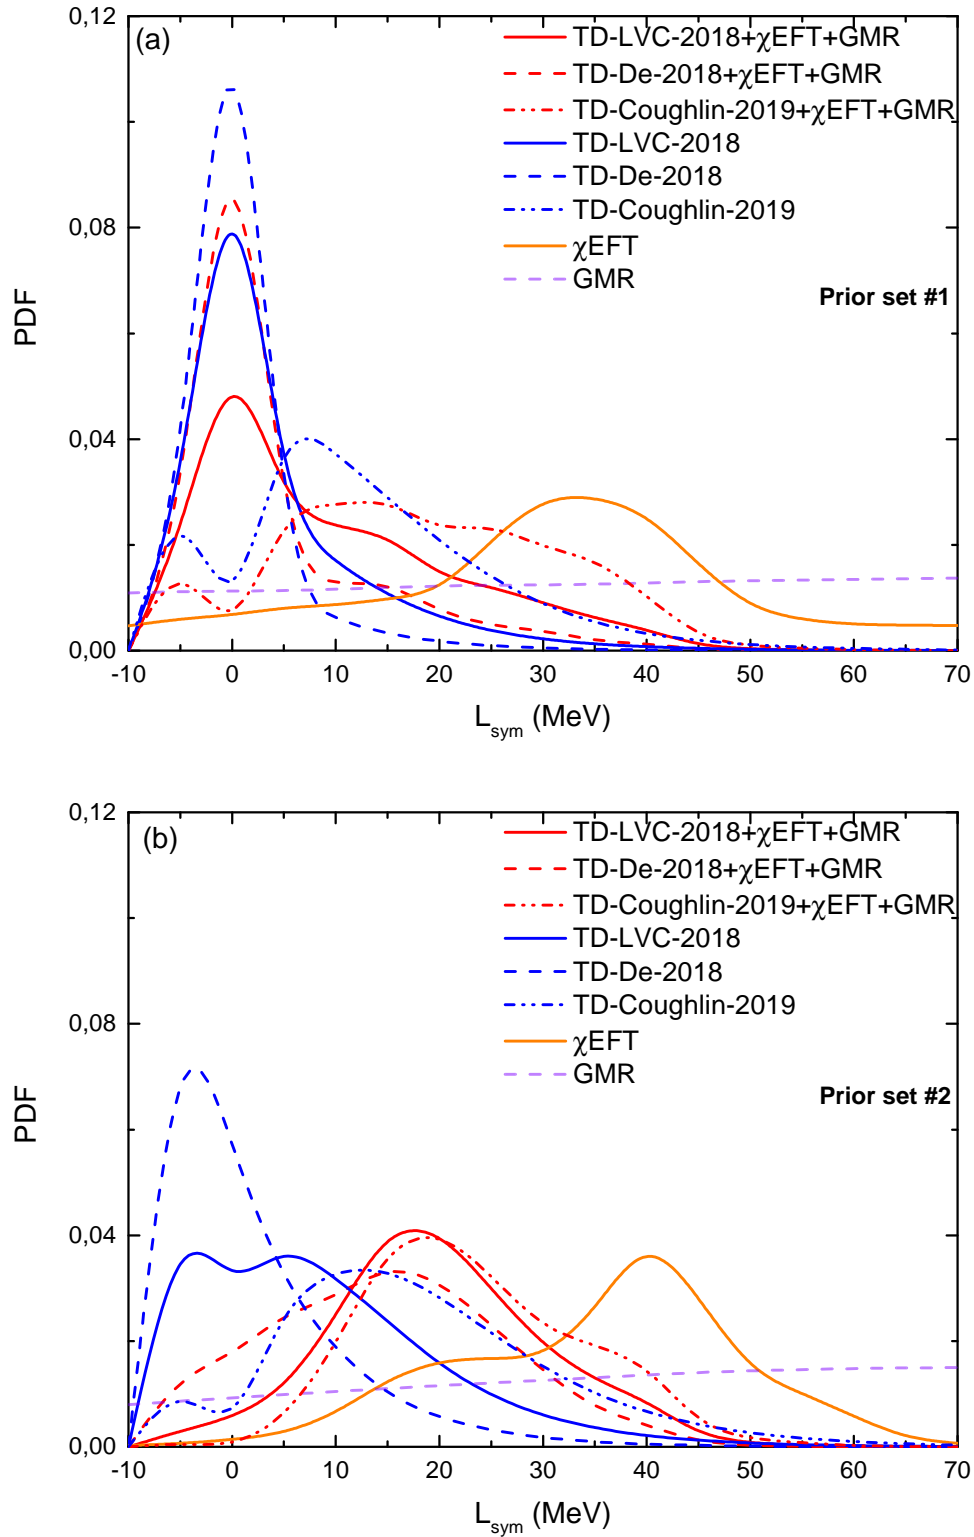 0,12
(a)
TD-LVC-2018+χEFT+GMR
TD-De-2018+χEFT+GMR
TD-Coughlin-2019+χEFT+GMR
TD-LVC-2018
TD-De-2018
TD-Coughlin-2019
χEFT
GMR
Prior set #1
0,08
PDF
0,04
0,00
-10 0 10 20 30 40 50 60 70
L_sym (MeV)
0,12
(b)
TD-LVC-2018+χEFT+GMR
TD-De-2018+χEFT+GMR
TD-Coughlin-2019+χEFT+GMR
TD-LVC-2018
TD-De-2018
TD-Coughlin-2019
χEFT
GMR
Prior set #2
0,08
PDF
0,04
0,00
-10 0 10 20 30 40 50 60 70
L_sym (MeV)